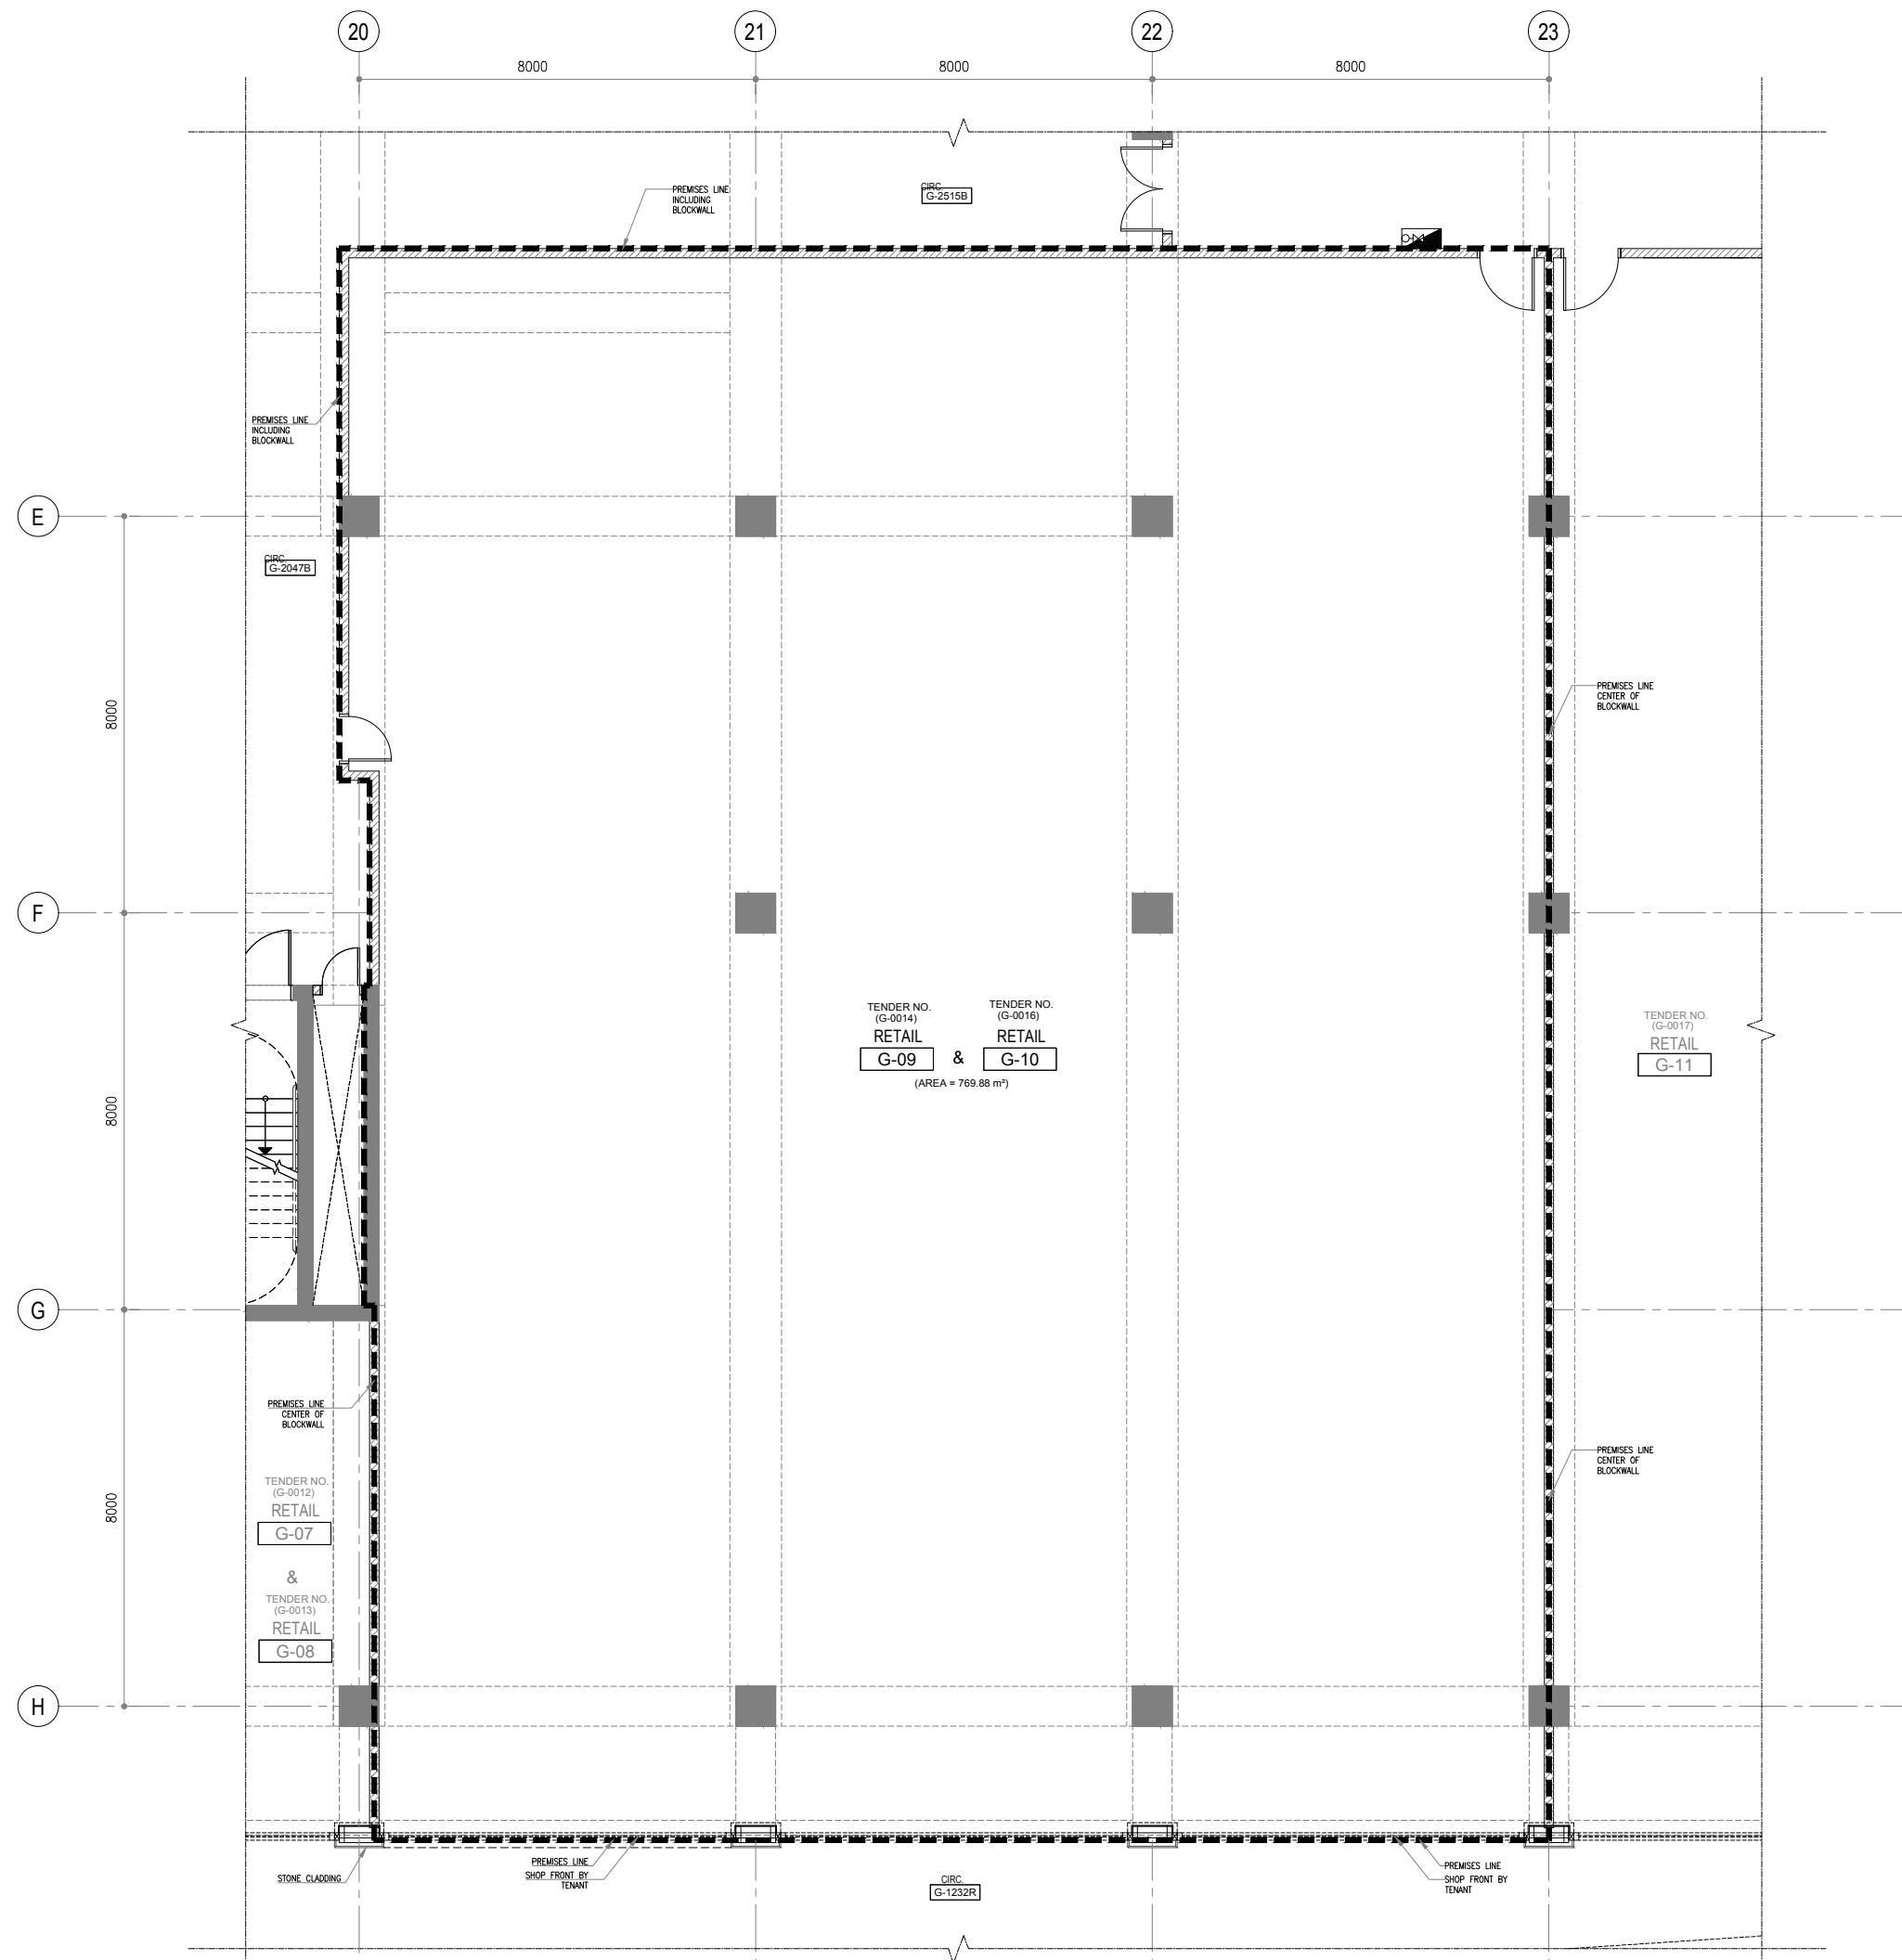 20
21
22
23
8000
8000
8000
PREMISES LINE
INCLUDING
BLOCKWALL
CIRC.
G-2515B
PREMISES LINE
INCLUDING
BLOCKWALL
E
CIRC.
G-2047B
PREMISES LINE
CENTER OF
BLOCKWALL
8000
F
TENDER NO.
(G-0014)
RETAIL
G-09
&
TENDER NO.
(G-0016)
RETAIL
G-10
(AREA = 769.88 m²)
TENDER NO.
(G-0017)
RETAIL
G-11
8000
G
PREMISES LINE
CENTER OF
BLOCKWALL
PREMISES LINE
CENTER OF
BLOCKWALL
TENDER NO.
(G-0012)
RETAIL
G-07
&
TENDER NO.
(G-0013)
RETAIL
G-08
8000
H
STONE CLADDING
PREMISES LINE
SHOP FRONT BY
TENANT
CIRC.
G-1232R
PREMISES LINE
SHOP FRONT BY
TENANT